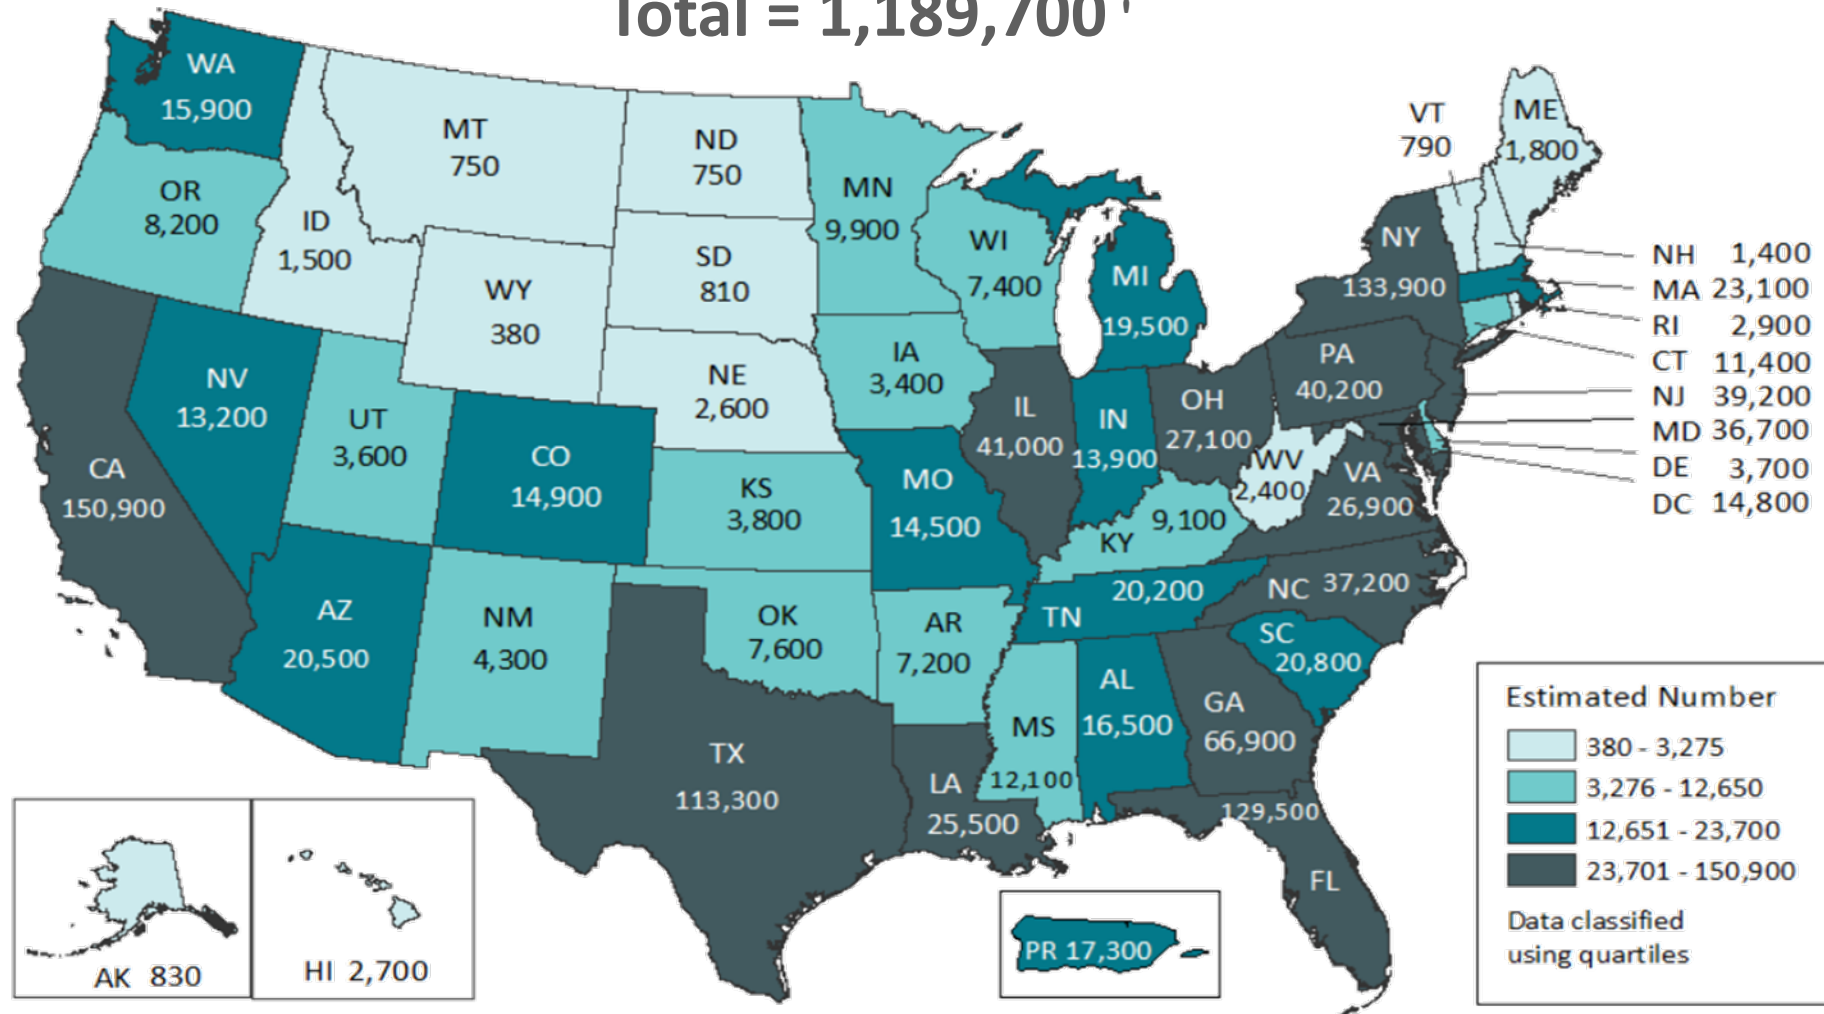 Total = 1,189,700
WA
15,900
OR
8,200
ID
1,500
MT
750
ND
750
SD
810
WY
380
NE
2,600
MN
9,900
WI
7,400
MI
19,500
IA
3,400
VT
790
ME
1,800
NY
133,900
NH 1,400
MA 23,100
RI 2,900
CT 11,400
NJ 39,200
MD 36,700
DE 3,700
DC 14,800
PA
40,200
IL
41,000
IN
13,900
OH
27,100
WV
2,400
VA
26,900
CA
150,900
NV
13,200
UT
3,600
CO
14,900
KS
3,800
MO
14,500
9,100
KY
NC 37,200
20,200
TN
SC
20,800
AZ
20,500
NM
4,300
OK
7,600
AR
7,200
TX
113,300
LA
25,500
MS
12,100
AL
16,500
GA
66,900
129,500
FL
AK 830
HI 2,700
PR 17,300
Estimated Number
380 - 3,275
3,276 - 12,650
12,651 - 23,700
23,701 - 150,900
Data classified
using quartiles